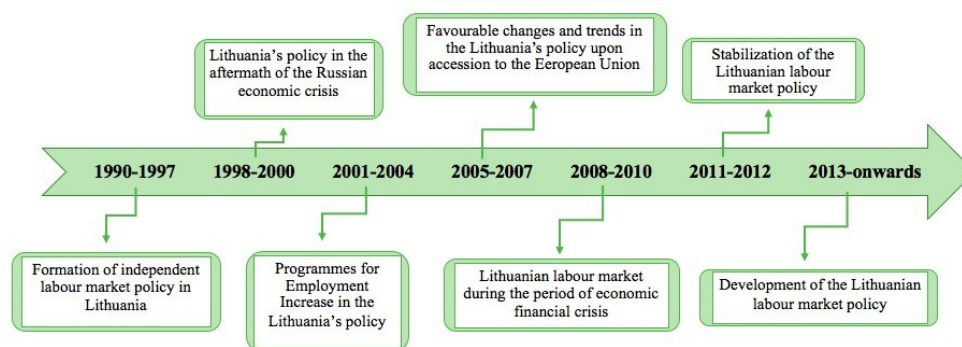 Lithuania's policy in the
aftermath of the Russian
economic crisis
Favourable changes and trends in
the Lithuania's policy upon
accession to the Eeropean Union
Stabilization of the
Lithuanian labour
market policy
1990-1997
1998-2000
2001-2004
2005-2007
2008-2010
2011-2012
2013-onwards
Formation of independent
labour market policy in
Lithuania
Programmes for
Employment
Increase in the
Lithuania's policy
Lithuanian labour market
during the period of economic
financial crisis
Development of the Lithuanian
labour market policy